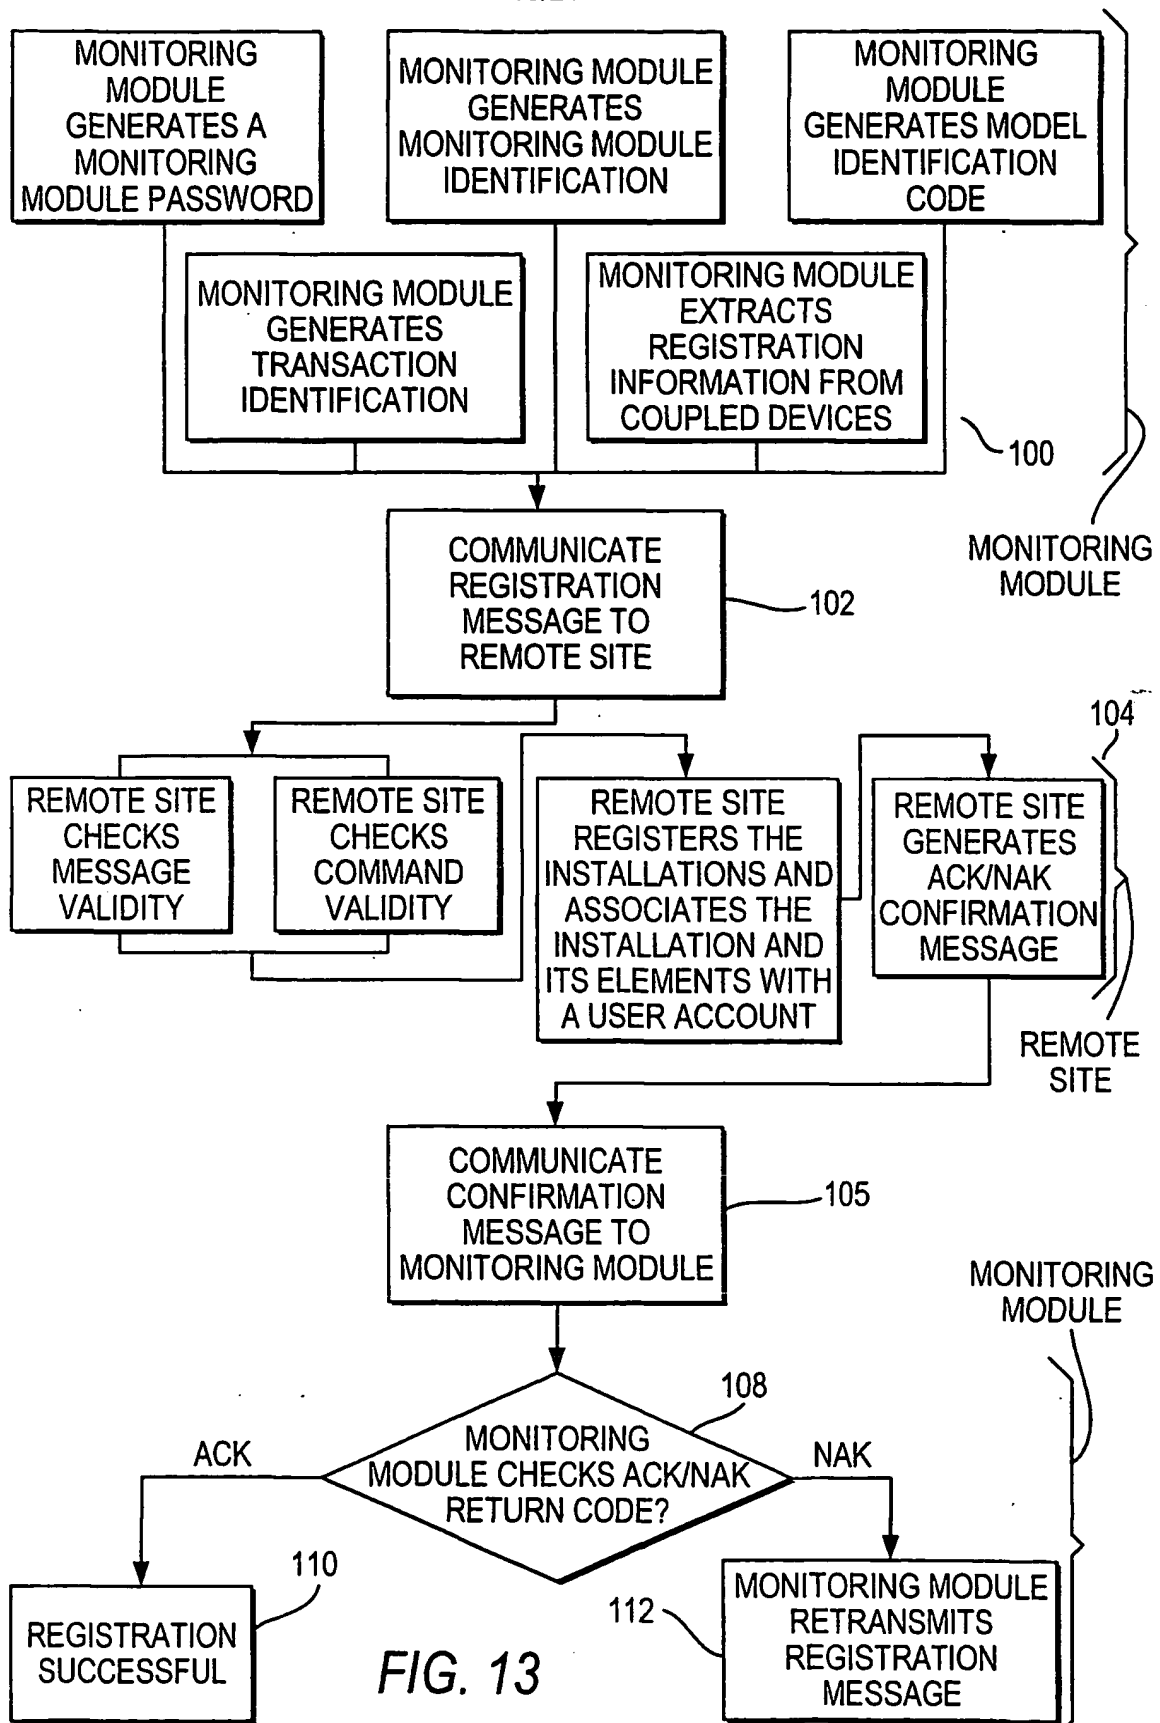 MONITORING
MODULE
GENERATES A
MONITORING
MODULE PASSWORD
MONITORING MODULE
GENERATES
MONITORING MODULE
IDENTIFICATION
MONITORING
MODULE
GENERATES MODEL
IDENTIFICATION
CODE
MONITORING MODULE
GENERATES
TRANSACTION
IDENTIFICATION
MONITORING MODULE
EXTRACTS
REGISTRATION
INFORMATION FROM
COUPLED DEVICES
100
MONITORING
MODULE
COMMUNICATE
REGISTRATION
MESSAGE TO
REMOTE SITE
102
104
REMOTE SITE
CHECKS
MESSAGE
VALIDITY
REMOTE SITE
CHECKS
COMMAND
VALIDITY
REMOTE SITE
REGISTERS THE
INSTALLATIONS AND
ASSOCIATES THE
INSTALLATION AND
ITS ELEMENTS WITH
A USER ACCOUNT
REMOTE SITE
GENERATES
ACK/NAK
CONFIRMATION
MESSAGE
REMOTE
SITE
COMMUNICATE
CONFIRMATION
MESSAGE TO
MONITORING MODULE
105
MONITORING
MODULE
108
MONITORING
MODULE CHECKS ACK/NAK
RETURN CODE?
ACK
NAK
110
REGISTRATION
SUCCESSFUL
112
MONITORING MODULE
RETRANSMITS
REGISTRATION
MESSAGE
FIG. 13